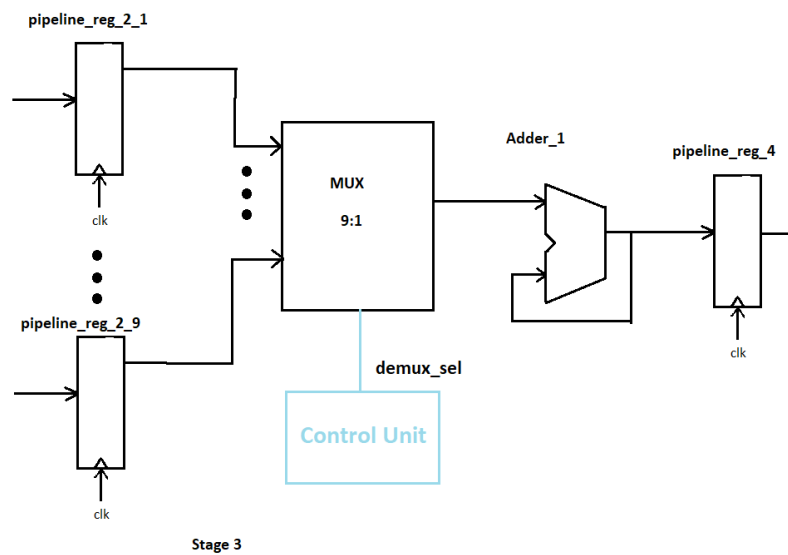 pipeline_reg_2_1
clk
pipeline_reg_2_9
clk
MUX
9:1
demux_sel
Control Unit
Adder_1
pipeline_reg_4
clk
Stage 3